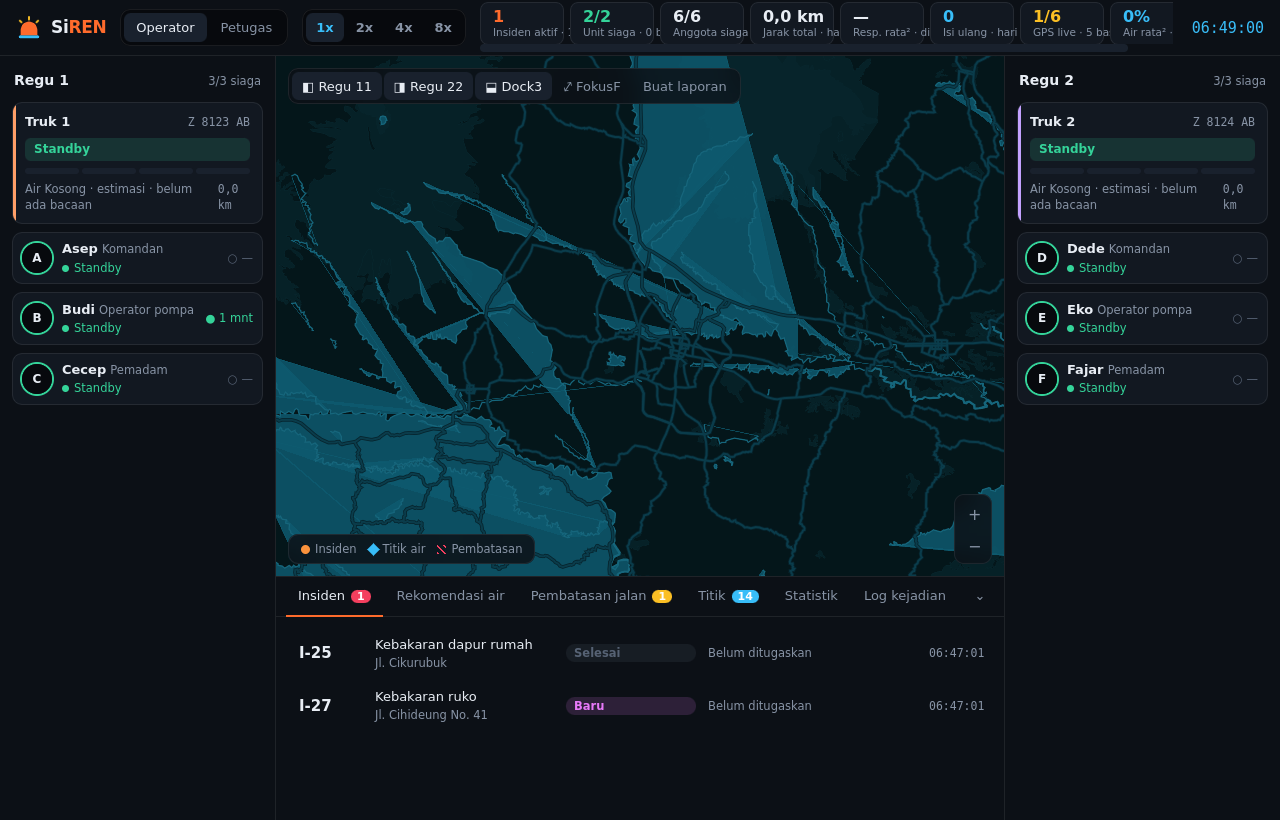 SiREN
Operator Petugas
1x 2x 4x 8x
1
Insiden aktif ·
2/2
Unit siaga · 0
6/6
Anggota siaga
0,0 km
Jarak total ·
—
Resp. rata² ·
0
Isi ulang · hari
1/6
GPS live · 5
0%
Air rata² ·
06:49:00
Regu 1 3/3 siaga
Truk 1 Z 8123 AB
Standby
Air Kosong · estimasi · belum ada bacaan 0,0 km
A Asep Komandan
Standby —
B Budi Operator pompa
Standby 1 mnt
C Cecep Pemadam
Standby —
Regu 11 Regu 22 Dock3 FokusF Buat laporan
Insiden Titik air Pembatasan
+
−
Insiden 1 Rekomendasi air Pembatasan jalan 1 Titik 14 Statistik Log kejadian
I-25 Kebakaran dapur rumah Selesai Belum ditugaskan 06:47:01
Jl. Cikurubuk
I-27 Kebakaran ruko Baru Belum ditugaskan 06:47:01
Jl. Cihideung No. 41
Regu 2 3/3 siaga
Truk 2 Z 8124 AB
Standby
Air Kosong · estimasi · belum ada bacaan 0,0 km
D Dede Komandan
Standby —
E Eko Operator pompa
Standby —
F Fajar Pemadam
Standby —